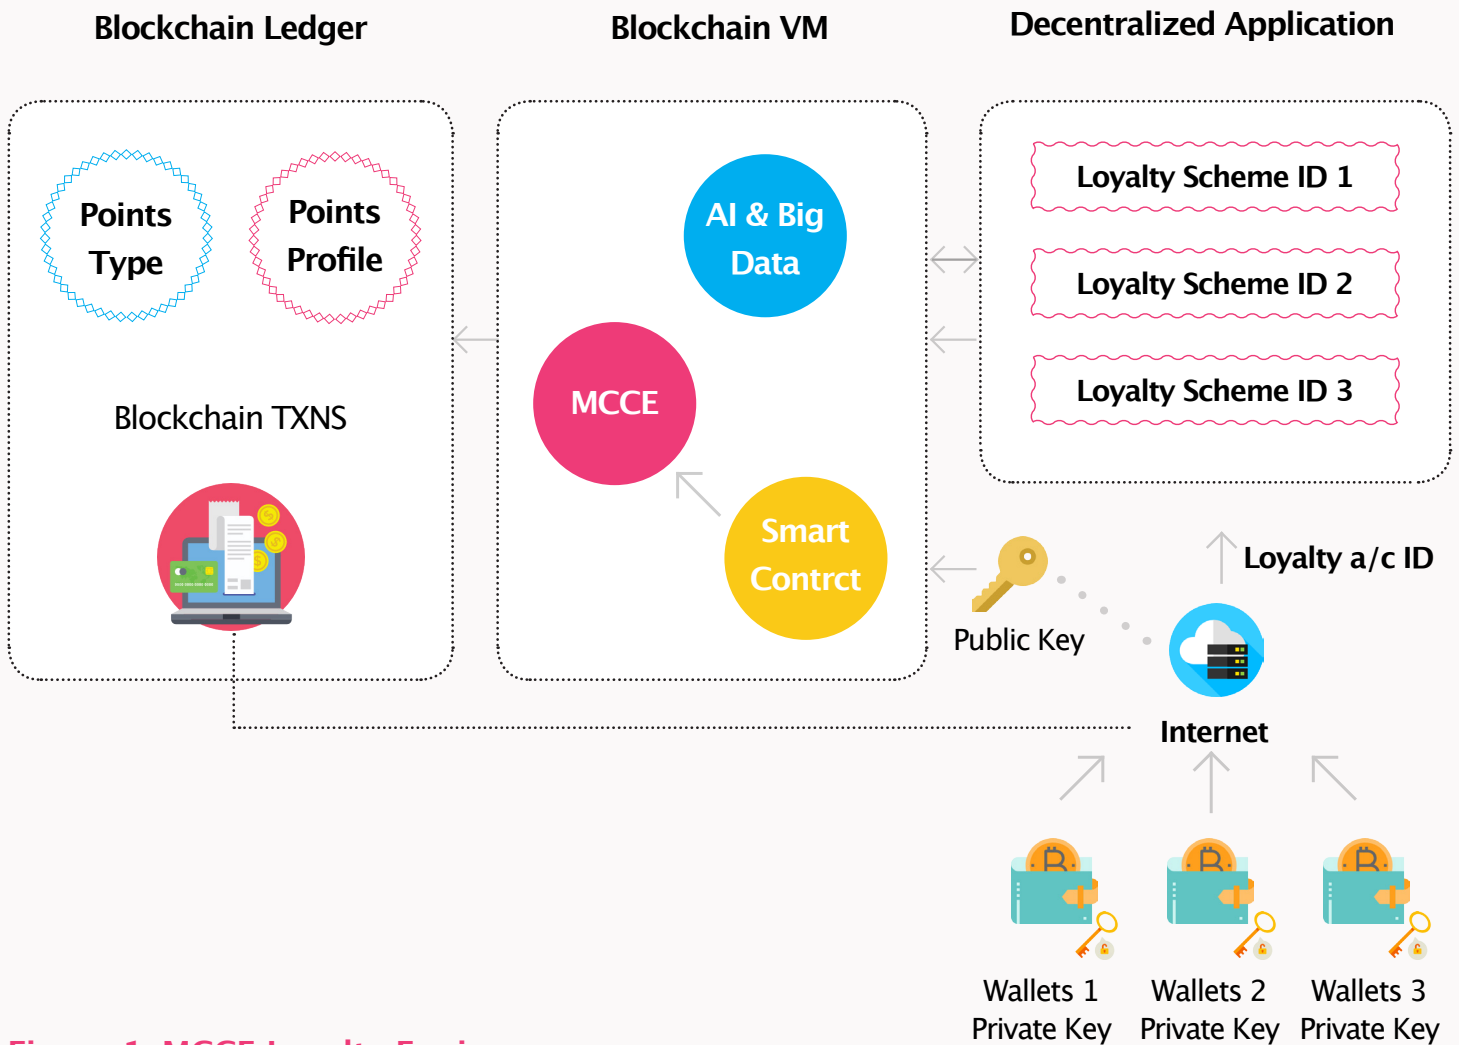 Blockchain Ledger
Blockchain VM
Decentralized Application
Points
Type
Points
Profile
Blockchain TXNS
AI & Big
Data
MCCE
Smart
Contrct
Loyalty Scheme ID 1
Loyalty Scheme ID 2
Loyalty Scheme ID 3
Public Key
Loyalty a/c ID
Internet
Wallets 1
Private Key
Wallets 2
Private Key
Wallets 3
Private Key